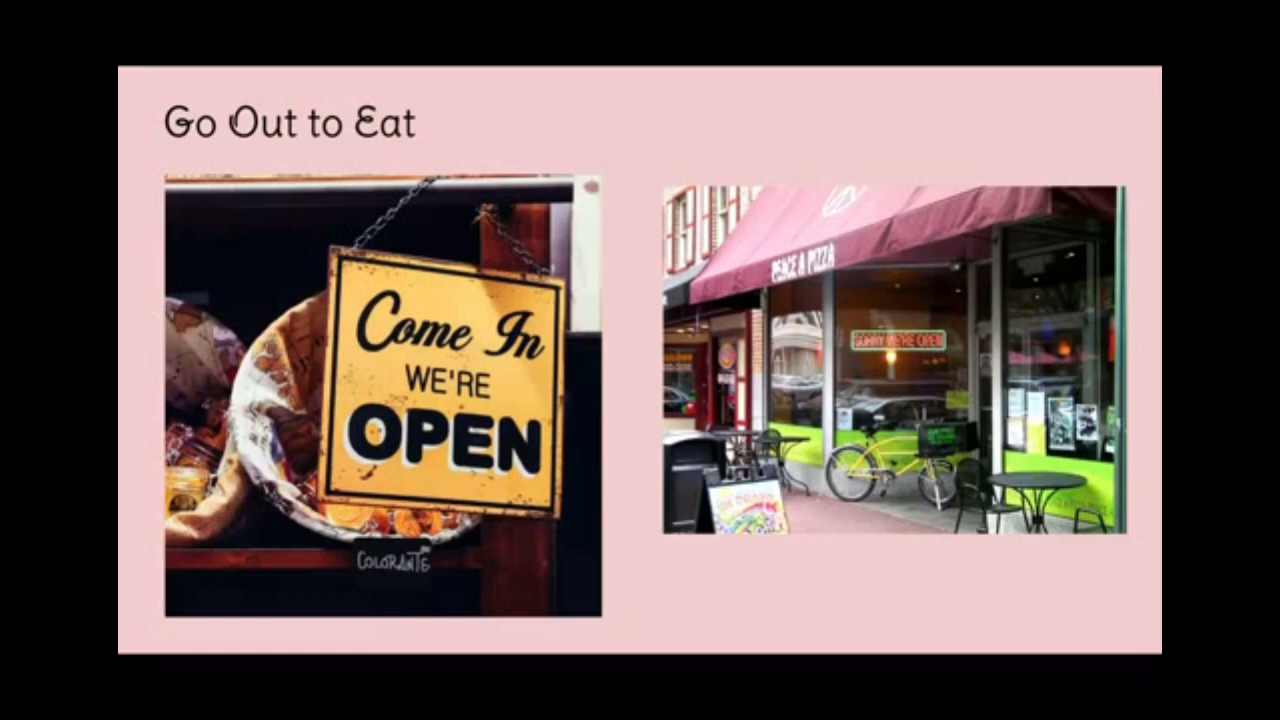 Go Out to Eat
Come In
WE'RE
OPEN
COLORANTE
PEACE A PIZZA
SORRY WE'RE OPEN